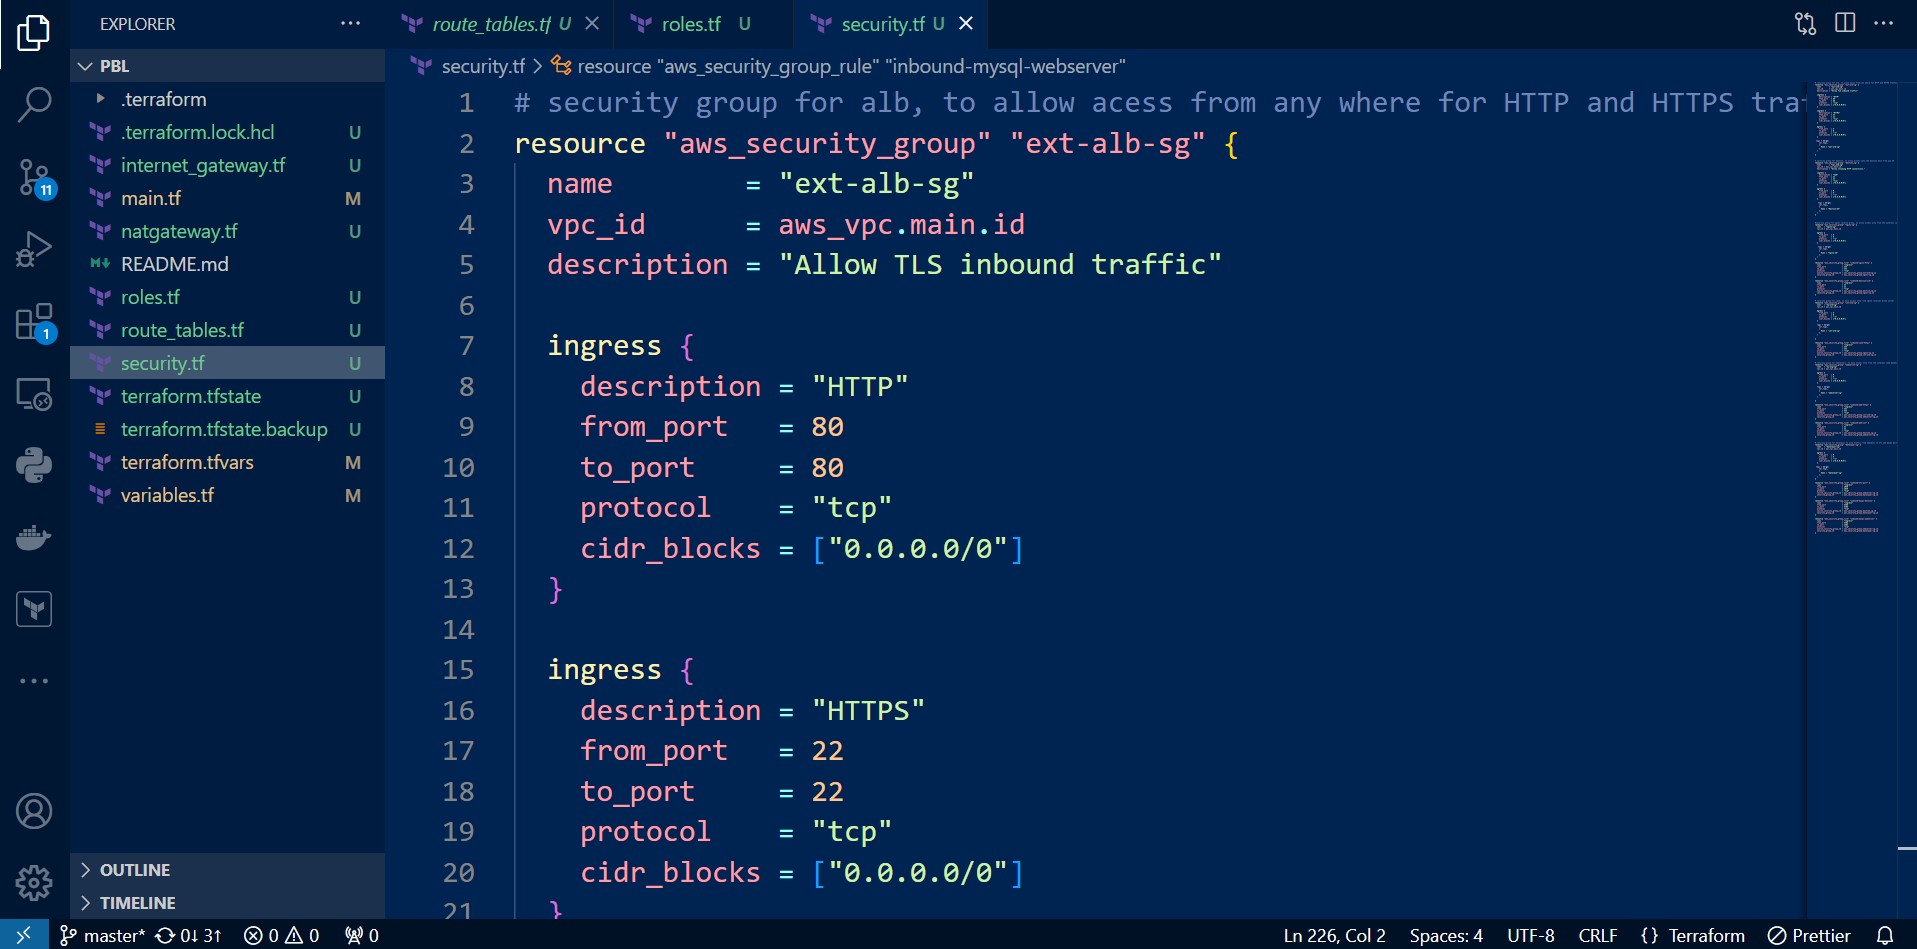 EXPLORER
PBL
.terraform
.terraform.lock.hcl U
internet_gateway.tf U
main.tf M
natgateway.tf U
README.md
roles.tf U
route_tables.tf U
security.tf U
terraform.tfstate U
terraform.tfstate.backup U
terraform.tfvars M
variables.tf M
OUTLINE
TIMELINE
11
1
route_tables.tf U
roles.tf U
security.tf U
security.tf > resource "aws_security_group_rule" "inbound-mysql-webserver"
1 # security group for alb, to allow acess from any where for HTTP and HTTPS tra
2 resource "aws_security_group" "ext-alb-sg" {
3 name = "ext-alb-sg"
4 vpc_id = aws_vpc.main.id
5 description = "Allow TLS inbound traffic"
6
7 ingress {
8 description = "HTTP"
9 from_port = 80
10 to_port = 80
11 protocol = "tcp"
12 cidr_blocks = ["0.0.0.0/0"]
13 }
14
15 ingress {
16 description = "HTTPS"
17 from_port = 22
18 to_port = 22
19 protocol = "tcp"
20 cidr_blocks = ["0.0.0.0/0"]
21 }
master* 0↓ 3↑ 0 0 0 Ln 226, Col 2 Spaces: 4 UTF-8 CRLF {} Terraform Prettier